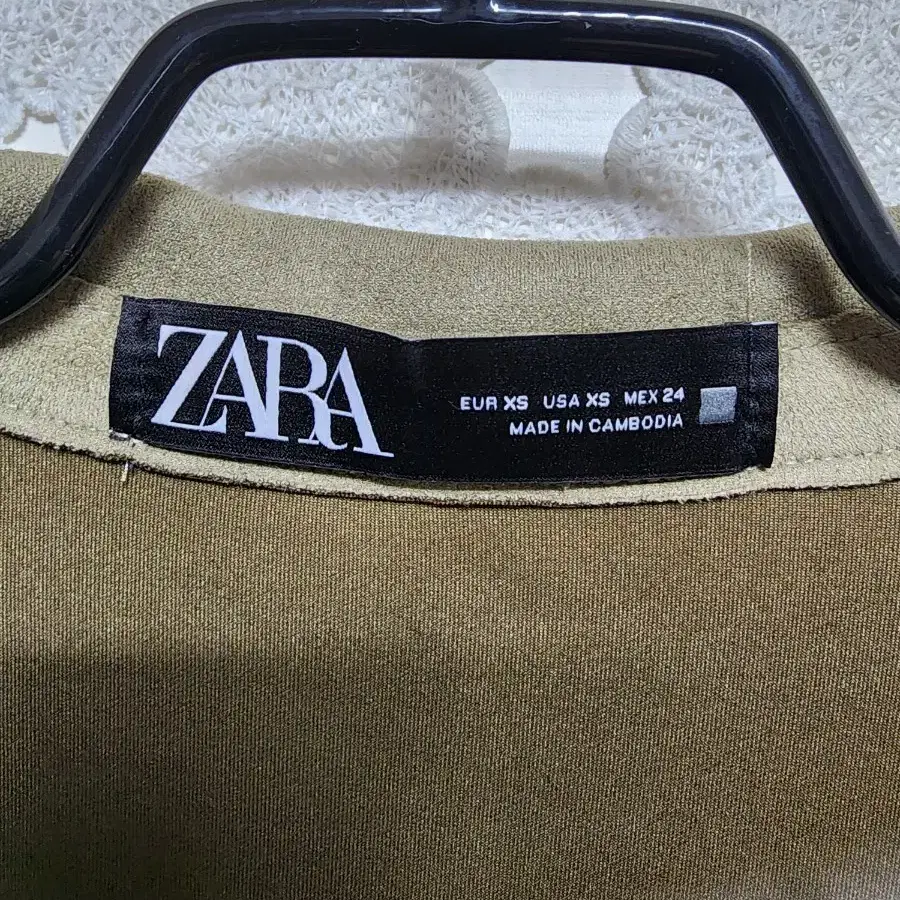 ZARA
EUR XS USA XS MEX 24
MADE IN CAMBODIA